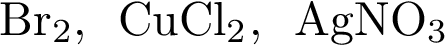 Br₂, CuCl₂, AgNO₃